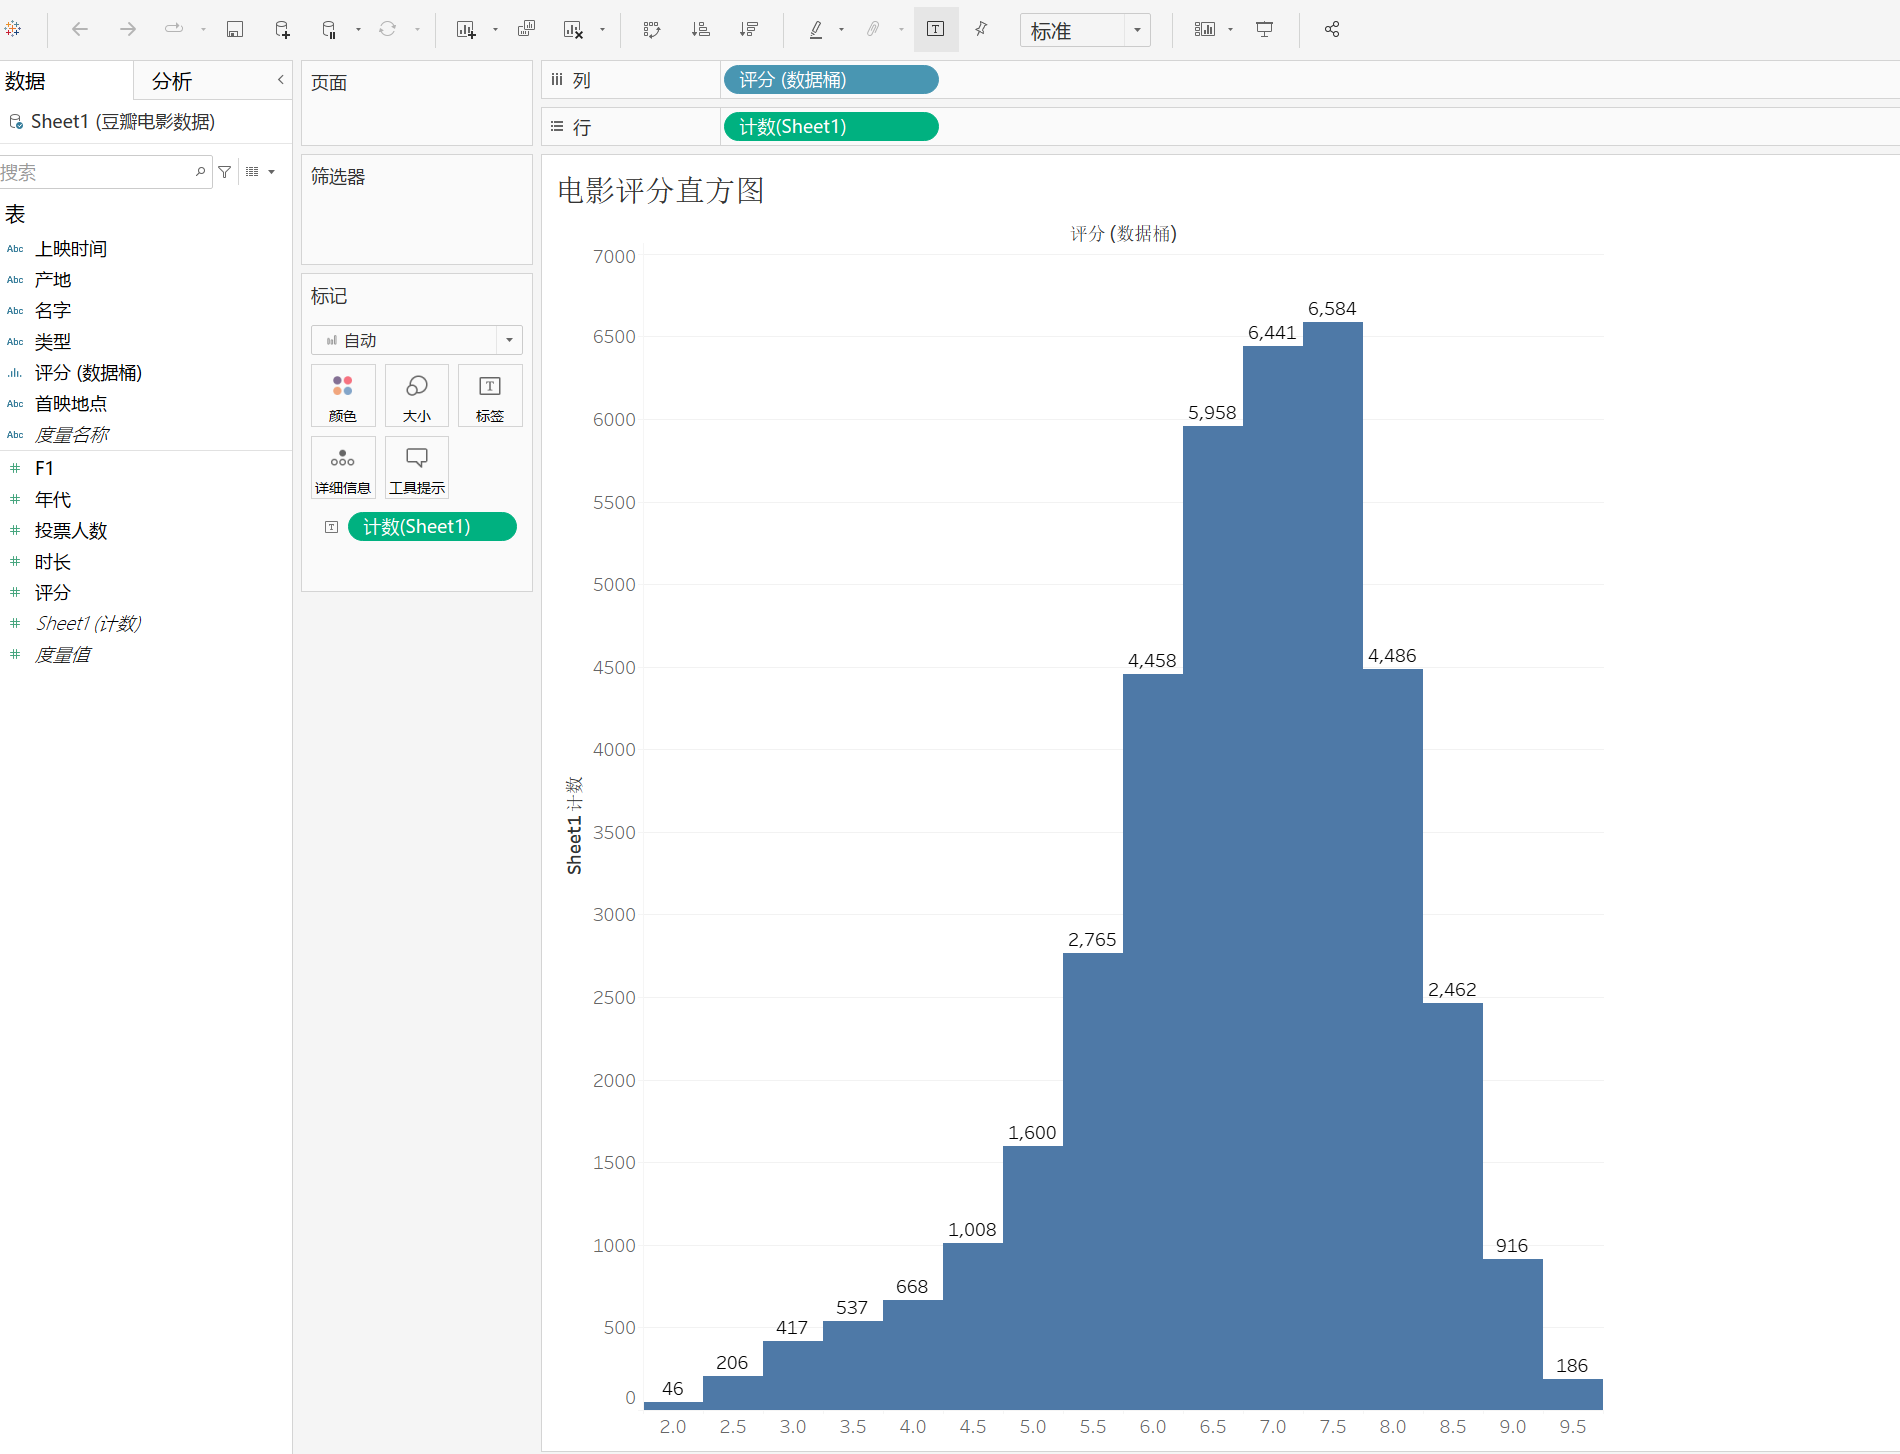 标准
数据
分析
Sheet1 (豆瓣电影数据)
搜索
表
Abc 上映时间
Abc 产地
Abc 名字
Abc 类型
评分 (数据桶)
Abc 首映地点
Abc 度量名称
F1
年代
投票人数
时长
评分
Sheet1 (计数)
度量值
页面
筛选器
标记
自动
颜色
大小
标签
详细信息
工具提示
计数(Sheet1)
列
评分 (数据桶)
行
计数(Sheet1)
电影评分直方图
评分 (数据桶)
Sheet1 计数
7000
6500
6000
5500
5000
4500
4000
3500
3000
2500
2000
1500
1000
500
0
46
206
417
537
668
1,008
1,600
2,765
4,458
5,958
6,441
6,584
4,486
2,462
916
186
2.0 2.5 3.0 3.5 4.0 4.5 5.0 5.5 6.0 6.5 7.0 7.5 8.0 8.5 9.0 9.5